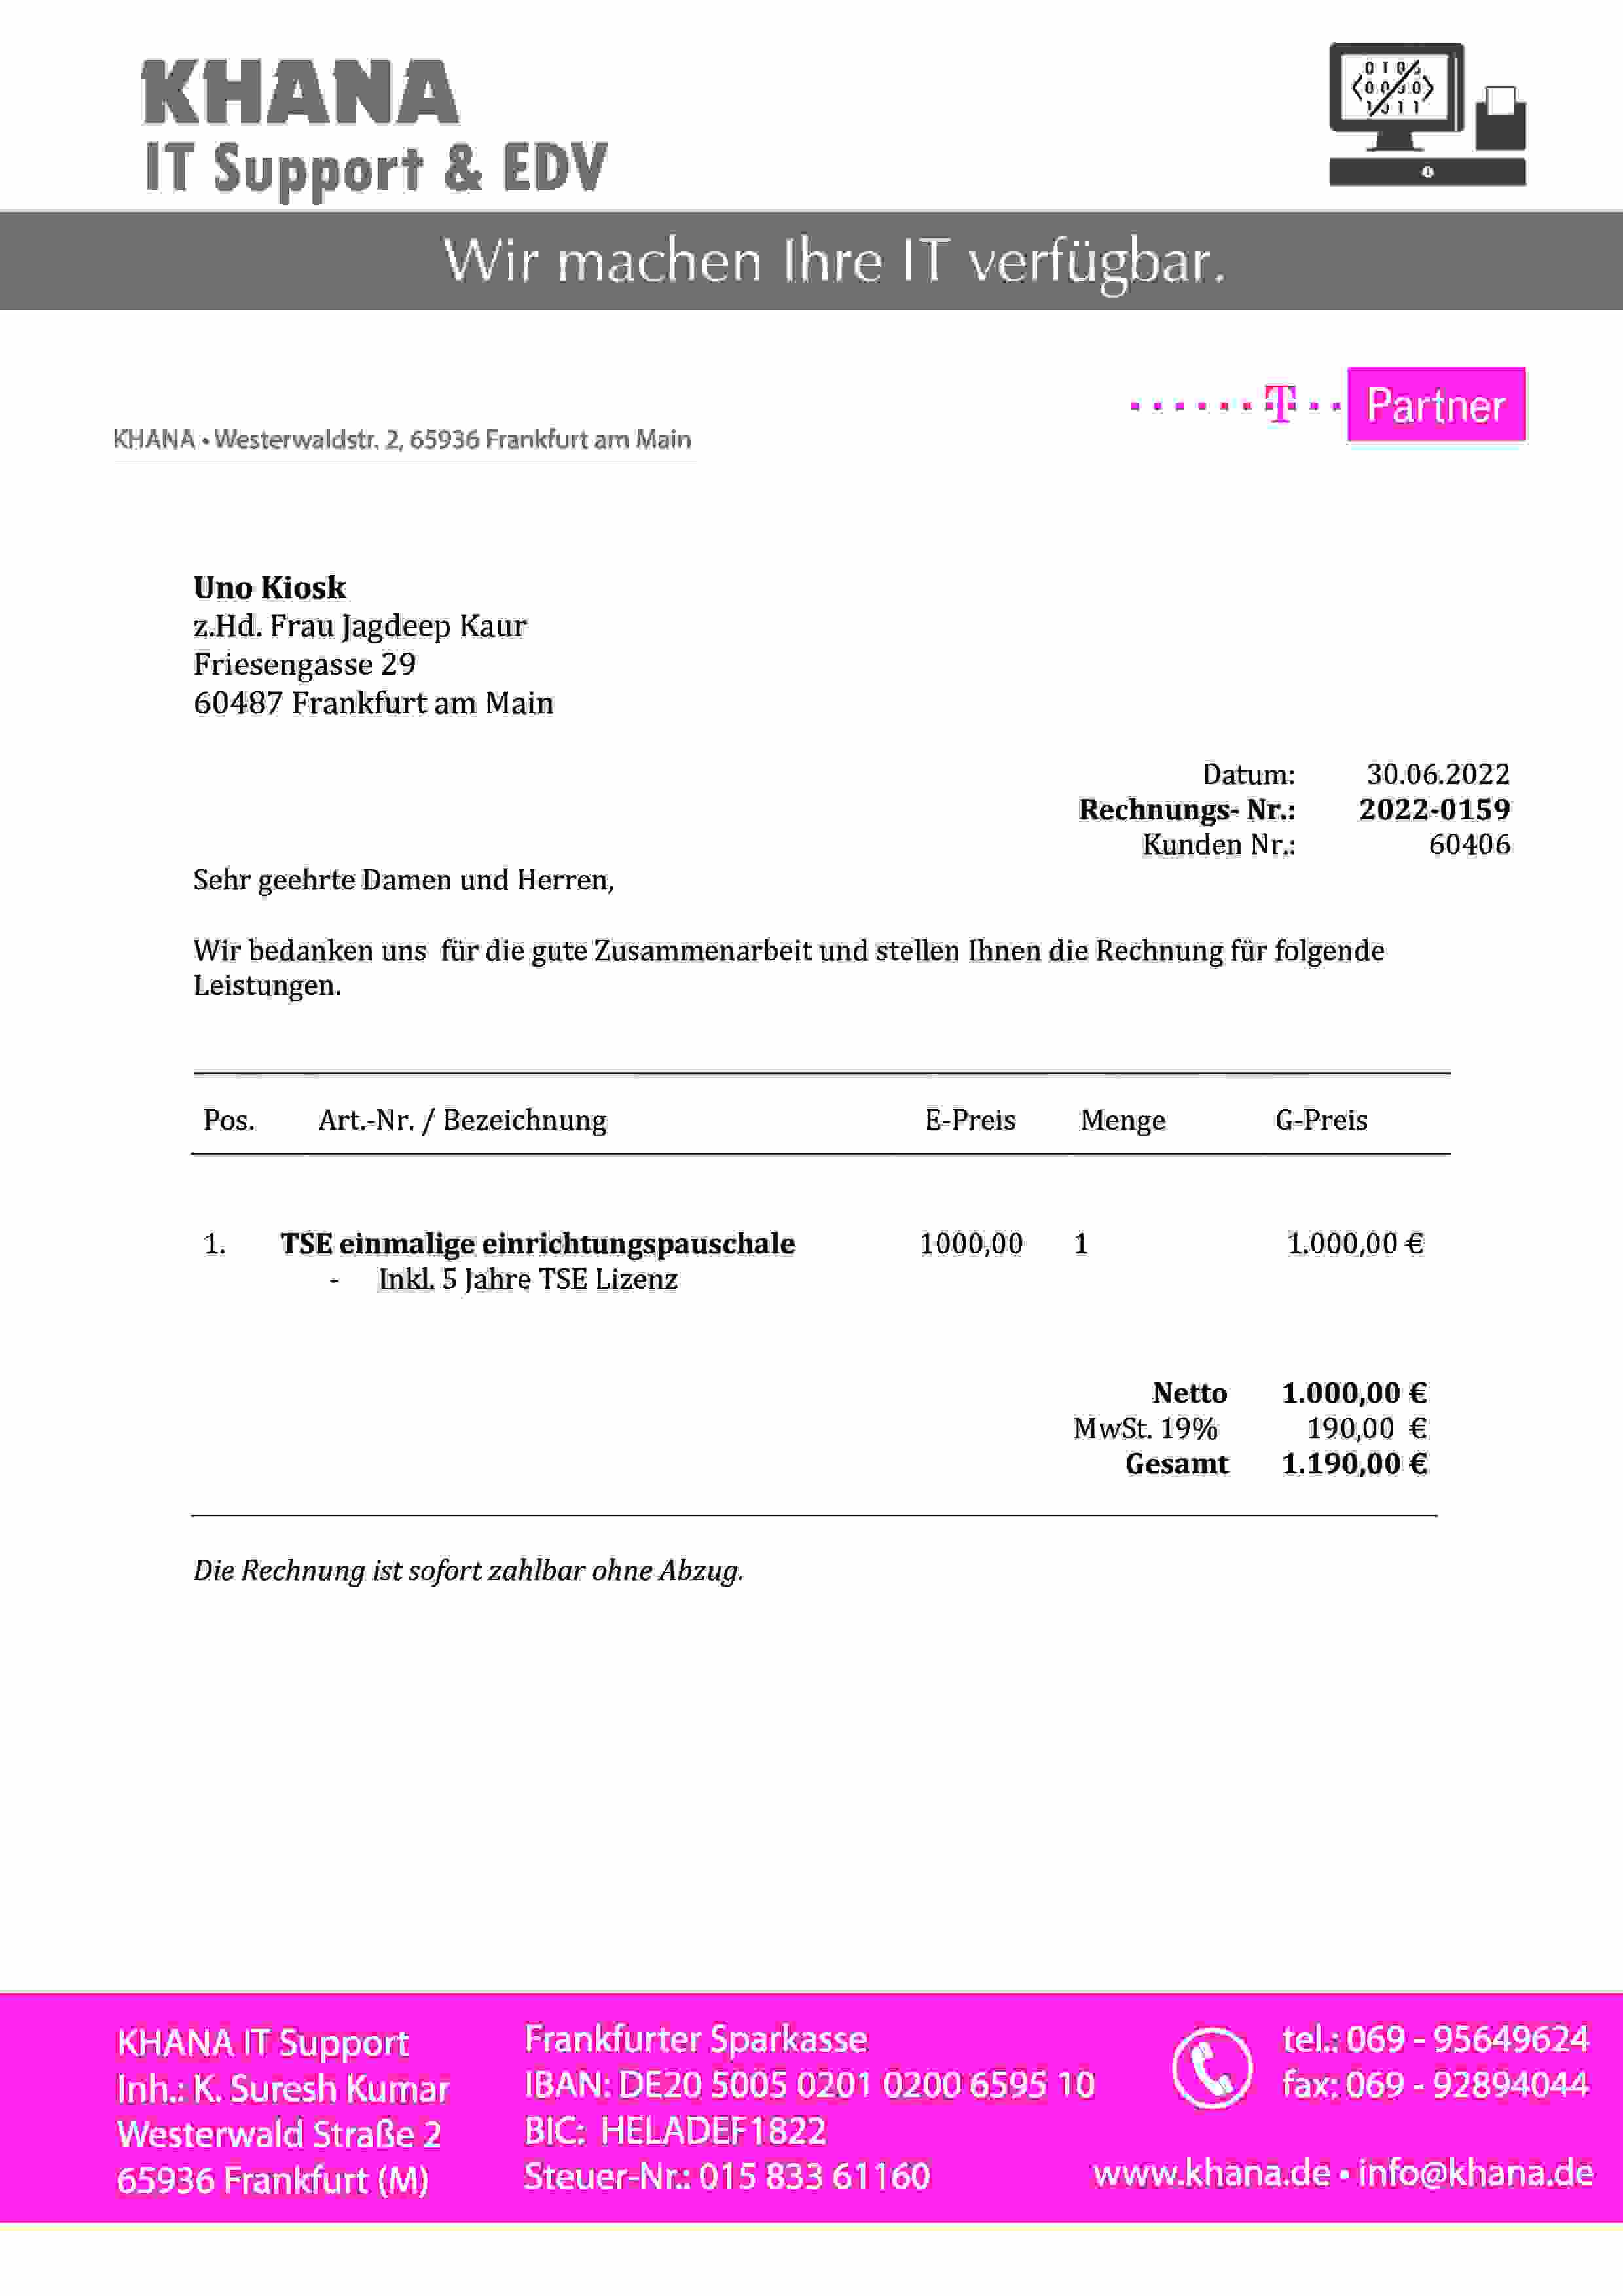 KHANA
IT Support & EDV
Wir machen Ihre IT verfügbar.
T Partner
KHANA • Westerwaldstr. 2, 65936 Frankfurt am Main
Uno Kiosk
z.Hd. Frau Jagdeep Kaur
Friesengasse 29
60487 Frankfurt am Main
Datum: 30.06.2022
Rechnungs- Nr.: 2022-0159
Kunden Nr.: 60406
Sehr geehrte Damen und Herren,
Wir bedanken uns für die gute Zusammenarbeit und stellen Ihnen die Rechnung für folgende
Leistungen.
Pos. Art.-Nr. / Bezeichnung E-Preis Menge G-Preis
1. TSE einmalige einrichtungspauschale 1000,00 1 1.000,00 €
- Inkl. 5 Jahre TSE Lizenz
Netto 1.000,00 €
MwSt. 19% 190,00 €
Gesamt 1.190,00 €
Die Rechnung ist sofort zahlbar ohne Abzug.
KHANA IT Support
Inh.: K. Suresh Kumar
Westerwald Straße 2
65936 Frankfurt (M)
Frankfurter Sparkasse
IBAN: DE20 5005 0201 0200 6595 10
BIC: HELADEF1822
Steuer-Nr.: 015 833 61160
tel.: 069 - 95649624
fax: 069 - 92894044
www.khana.de • info@khana.de